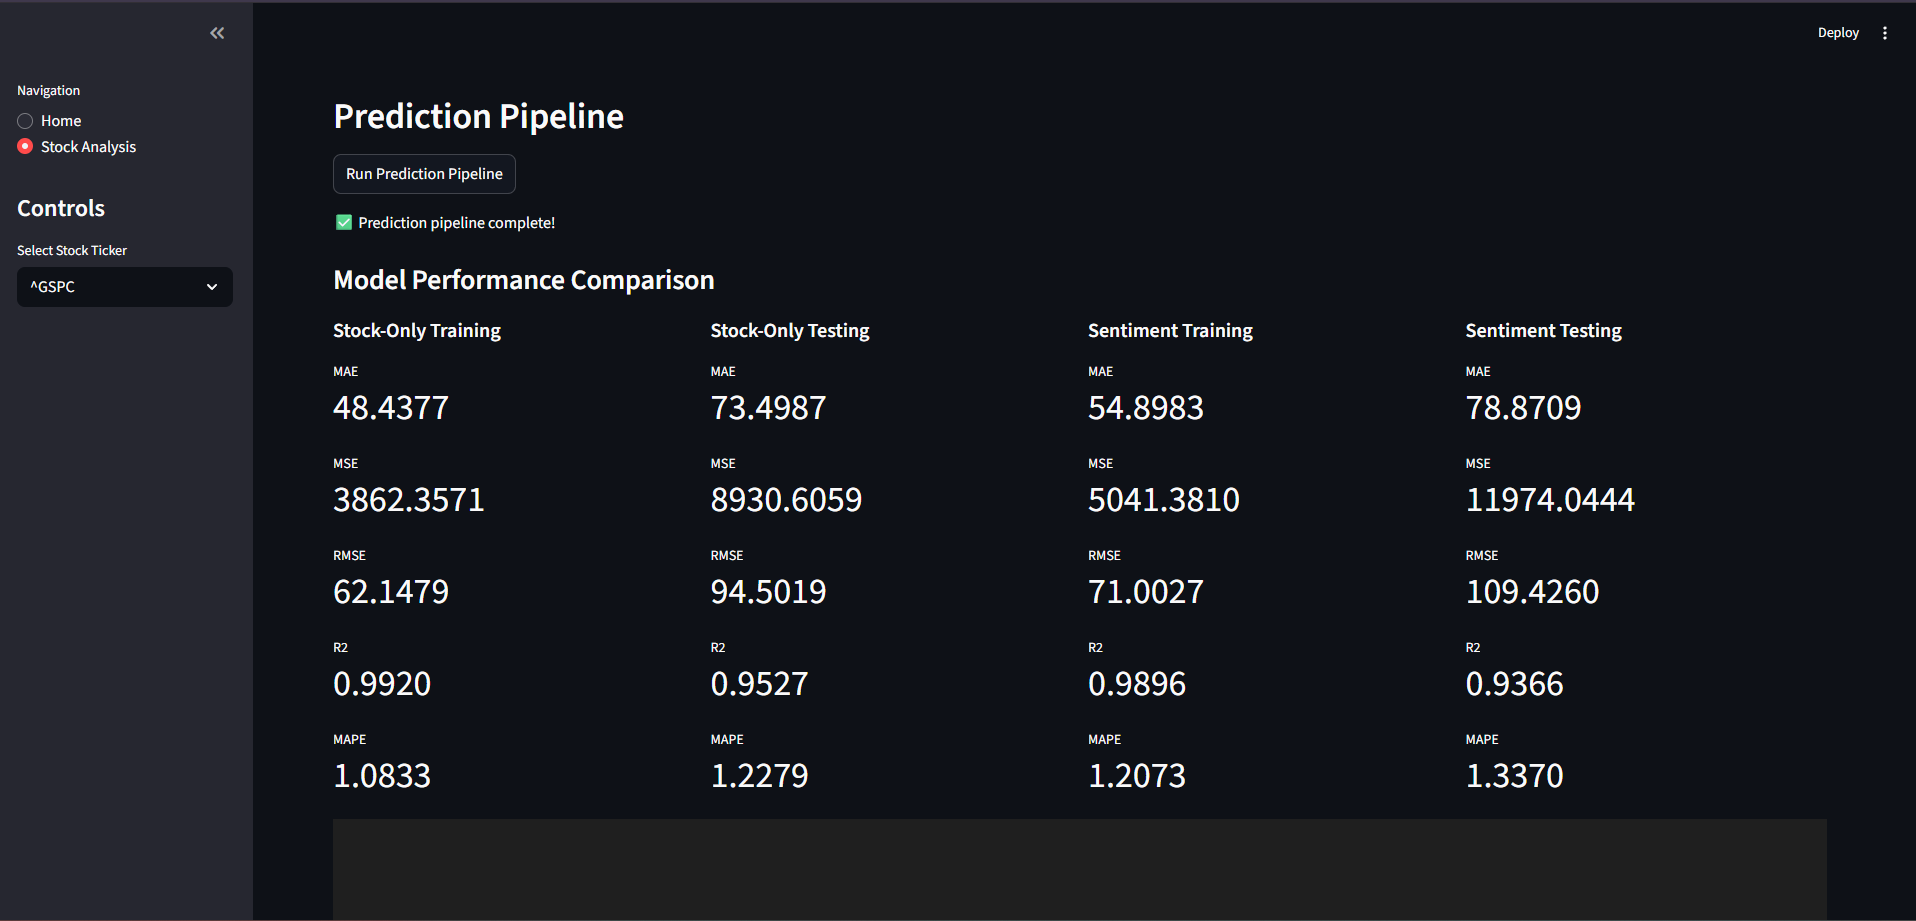 Deploy
Navigation
Home
Stock Analysis
Controls
Select Stock Ticker
^GSPC
Prediction Pipeline
Run Prediction Pipeline
Prediction pipeline complete!
Model Performance Comparison
Stock-Only Training
MAE
48.4377
MSE
3862.3571
RMSE
62.1479
R2
0.9920
MAPE
1.0833
Stock-Only Testing
MAE
73.4987
MSE
8930.6059
RMSE
94.5019
R2
0.9527
MAPE
1.2279
Sentiment Training
MAE
54.8983
MSE
5041.3810
RMSE
71.0027
R2
0.9896
MAPE
1.2073
Sentiment Testing
MAE
78.8709
MSE
11974.0444
RMSE
109.4260
R2
0.9366
MAPE
1.3370